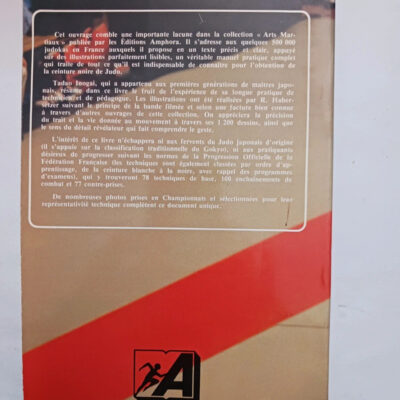 Cet ouvrage comble une importante lacune dans la collection « Arts Mar-
tiaux » publiée par les Éditions Amphora. Il s'adresse aux quelques 500 000
judokas en France auxquels il propose en un texte précis et clair, appuyé
sur des illustrations parfaitement lisibles, un véritable manuel pratique complet
qui traite de tout ce qu'il est indispensable de connaître pour l'obtention de
la ceinture noire de Judo.
Tadao Inogai, qui a appartenu aux premières générations de maîtres japo-
nais, résume dans ce livre le fruit de l'expérience de sa longue pratique de
technicien et de pédagogue. Les illustrations ont été réalisées par R. Haber-
setzer suivant le principe de la bande filmée et selon une facture bien connue
à travers d'autres ouvrages de cette collection. On appréciera la précision
du trait et la vie donnée au mouvement à travers ses 1 200 dessins, ainsi que
le sens du détail révélateur qui fait comprendre le geste.
L'intérêt de ce livre n'échappera ni aux fervents du Judo japonais d'origine
(il s'appuie sur la classification traditionnelle du Gokyo), ni aux pratiquants
désireux de progresser suivant les normes de la Progression Officielle de la
Fédération Française (les techniques sont également classées par ordre d'ap-
prentissage, de la ceinture blanche à la noire, avec rappel des programmes
d'examens), qui y trouveront 78 techniques de base, 160 enchaînements de
combat et 77 contre-prises.
De nombreuses photos prises en Championnats et sélectionnées pour leur
représentativité technique complètent ce document unique.
A